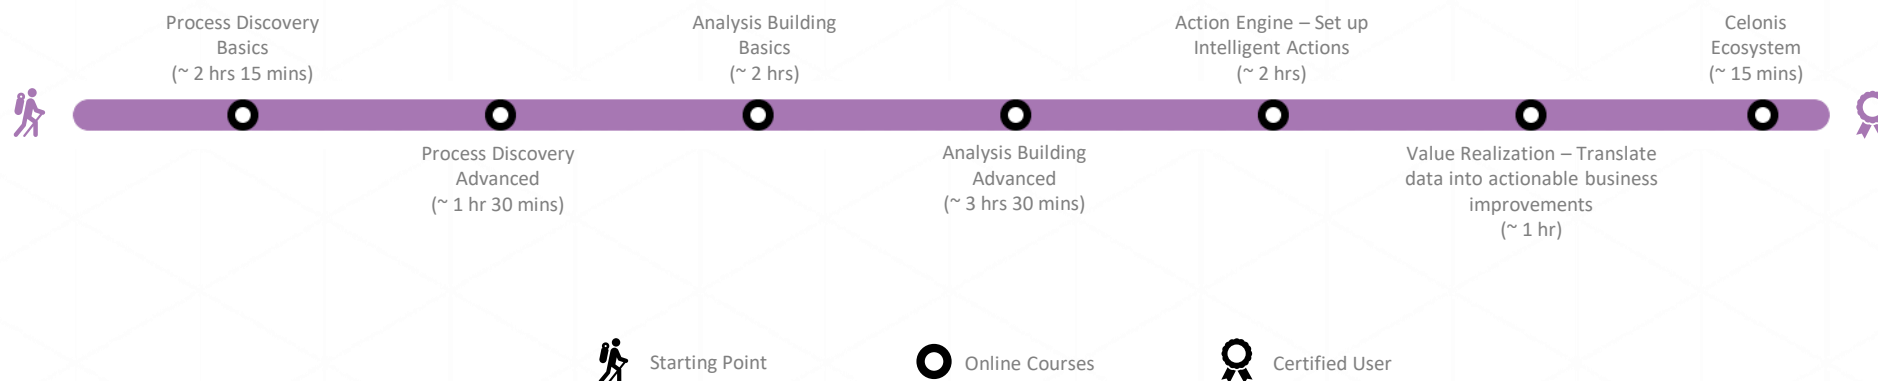 Process Discovery
Basics
(~ 2 hrs 15 mins)
Process Discovery
Advanced
(~ 1 hr 30 mins)
Analysis Building
Basics
(~ 2 hrs)
Analysis Building
Advanced
(~ 3 hrs 30 mins)
Action Engine – Set up
Intelligent Actions
(~ 2 hrs)
Value Realization – Translate
data into actionable business
improvements
(~ 1 hr)
Celonis
Ecosystem
(~ 15 mins)
Starting Point
Online Courses
Certified User